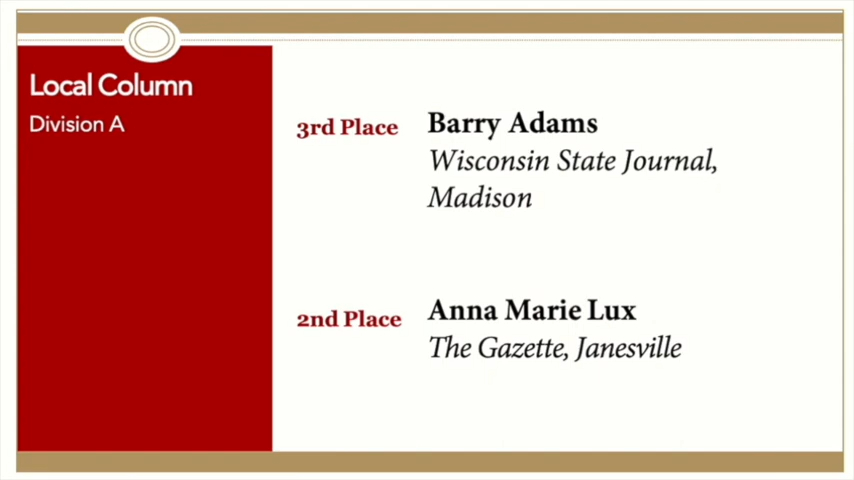 Local Column
Division A
3rd Place
Barry Adams
Wisconsin State Journal,
Madison
2nd Place
Anna Marie Lux
The Gazette, Janesville